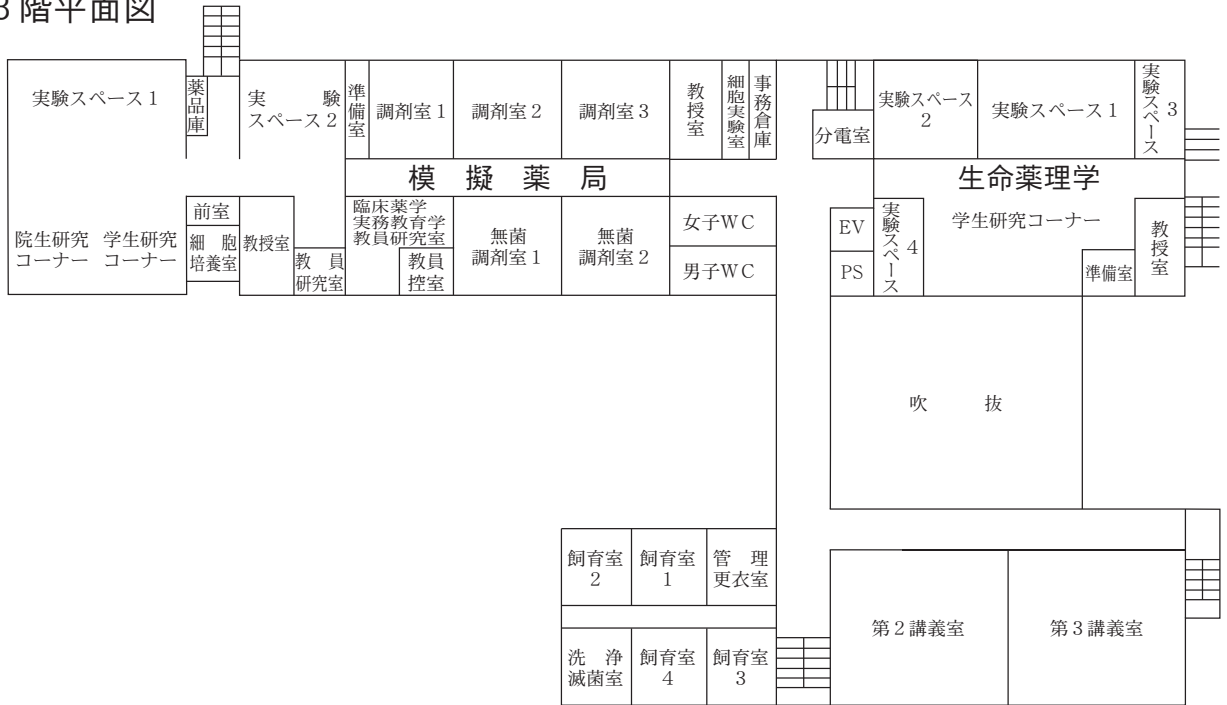 3階平面図
実験スペース1
薬品庫
実　験
スペース2
準備室
調剤室1
調剤室2
調剤室3
教授室
細胞実験室
事務倉庫
分電室
実験スペース
2
実験スペース1
実験スペース3
模擬薬局
生命薬理学
院生研究
コーナー
学生研究
コーナー
前室
細胞
培養室
教授室
教員
研究室
臨床薬学
実務教育学
教員研究室
教員
控室
無菌
調剤室1
無菌
調剤室2
女子WC
男子WC
EV
PS
実験スペース4
学生研究コーナー
準備室
教授室
吹　抜
飼育室
2
飼育室
1
管理
更衣室
洗浄
滅菌室
飼育室
4
飼育室
3
第2講義室
第3講義室